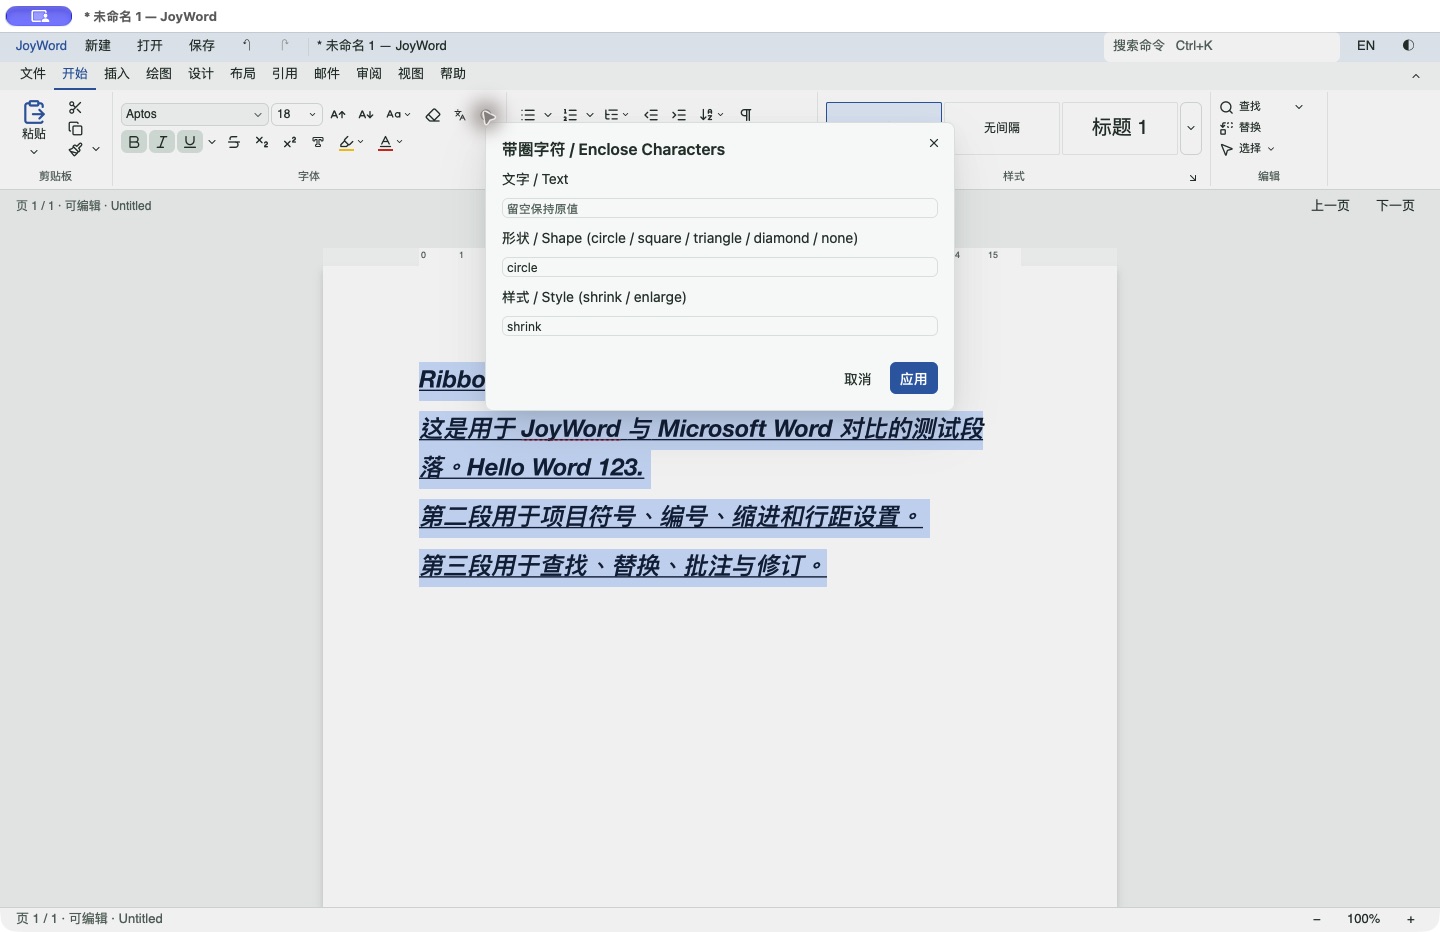 * 未命名 1 — JoyWord
JoyWord 新建 打开 保存 * 未命名 1 — JoyWord 搜索命令 Ctrl+K EN
文件 开始 插入 绘图 设计 布局 引用 邮件 审阅 视图 帮助
粘贴
剪贴板
Aptos 18
字体
无间隔 标题 1
样式
查找
替换
选择
编辑
页 1 / 1 · 可编辑 · Untitled 上一页 下一页
带圈字符 / Enclose Characters
文字 / Text
留空保持原值
形状 / Shape (circle / square / triangle / diamond / none)
circle
样式 / Style (shrink / enlarge)
shrink
取消 应用
0 1 4 15
Ribbo
这是用于 JoyWord 与 Microsoft Word 对比的测试段
落。Hello Word 123.
第二段用于项目符号、编号、缩进和行距设置。
第三段用于查找、替换、批注与修订。
页 1 / 1 · 可编辑 · Untitled − 100% +